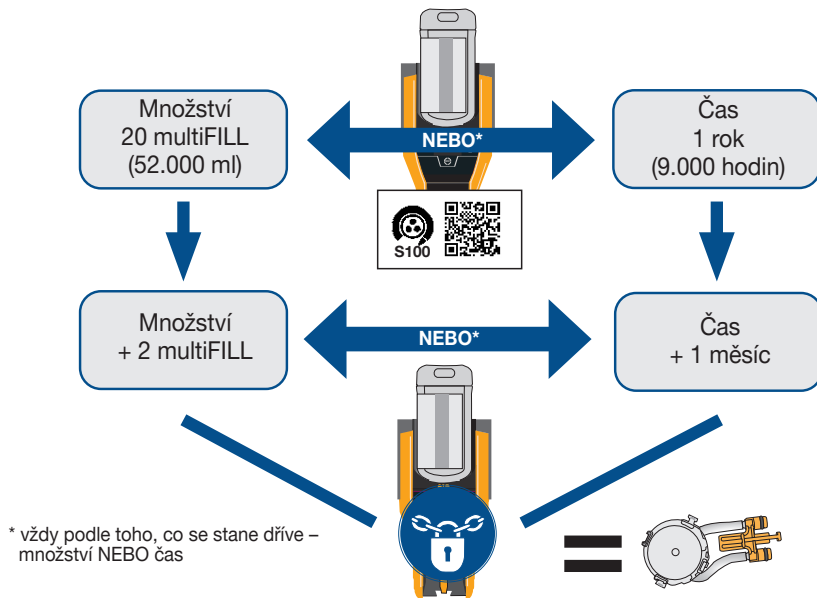 Množství
20 multiFILL
(52.000 ml)
NEBO*
Čas
1 rok
(9.000 hodin)
S100
Množství
+ 2 multiFILL
NEBO*
Čas
+ 1 měsíc
* vždy podle toho, co se stane dříve –
množství NEBO čas